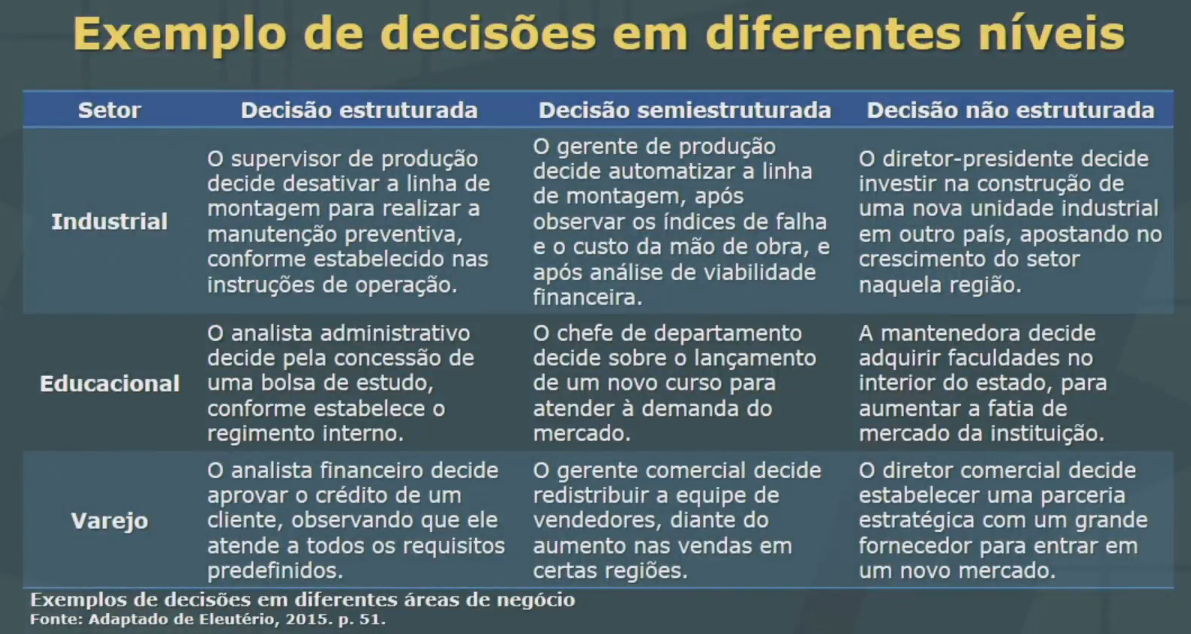 Exemplo de decisões em diferentes níveis
Setor
Decisão estruturada
Decisão semiestruturada
Decisão não estruturada
Industrial
O supervisor de produção
decide desativar a linha de
montagem para realizar a
manutenção preventiva,
conforme estabelecido nas
instruções de operação.
O gerente de produção
decide automatizar a linha
de montagem, após
observar os índices de falha
e o custo da mão de obra, e
após análise de viabilidade
financeira.
O diretor-presidente decide
investir na construção de
uma nova unidade industrial
em outro país, apostando no
crescimento do setor
naquela região.
Educacional
O analista administrativo
decide pela concessão de
uma bolsa de estudo,
conforme estabelece o
regimento interno.
O chefe de departamento
decide sobre o lançamento
de um novo curso para
atender à demanda do
mercado.
A mantenedora decide
adquirir faculdades no
interior do estado, para
aumentar a fatia de
mercado da instituição.
Varejo
O analista financeiro decide
aprovar o crédito de um
cliente, observando que ele
atende a todos os requisitos
predefinidos.
O gerente comercial decide
redistribuir a equipe de
vendedores, diante do
aumento nas vendas em
certas regiões.
O diretor comercial decide
estabelecer uma parceria
estratégica com um grande
fornecedor para entrar em
um novo mercado.
Exemplos de decisões em diferentes áreas de negócio
Fonte: Adaptado de Eleutério, 2015. p. 51.